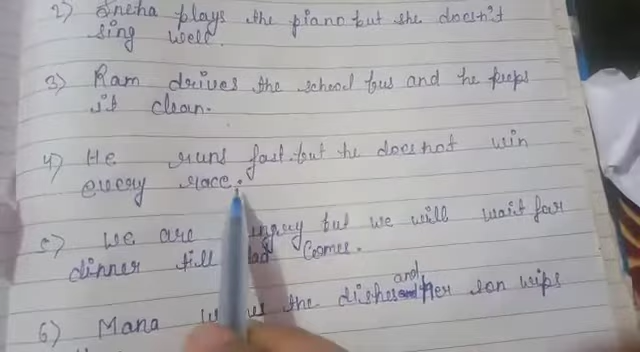 2) Sneha plays the piano but she doesn't
sing well.
3) Ram drives the school bus and he keeps
it clean.
4) He runs fast but he does not win
every race.
5) We are hungry but we will wait for
dinner till dad comes.
6) Mana the dishes and her son wips